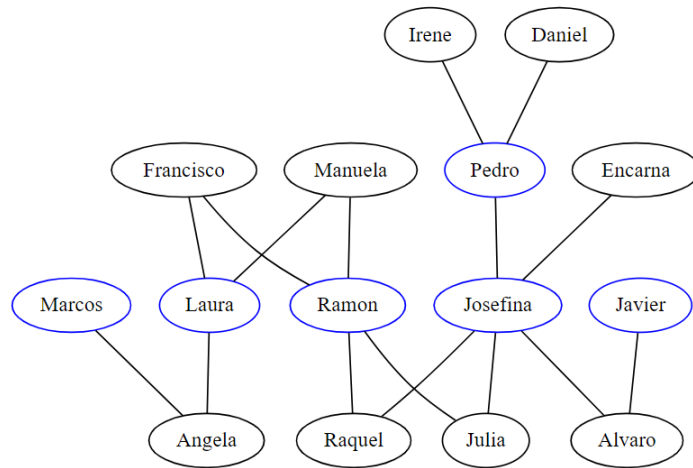 Irene Daniel
Francisco Manuela Pedro Encarna
Marcos Laura Ramon Josefina Javier
Angela Raquel Julia Alvaro